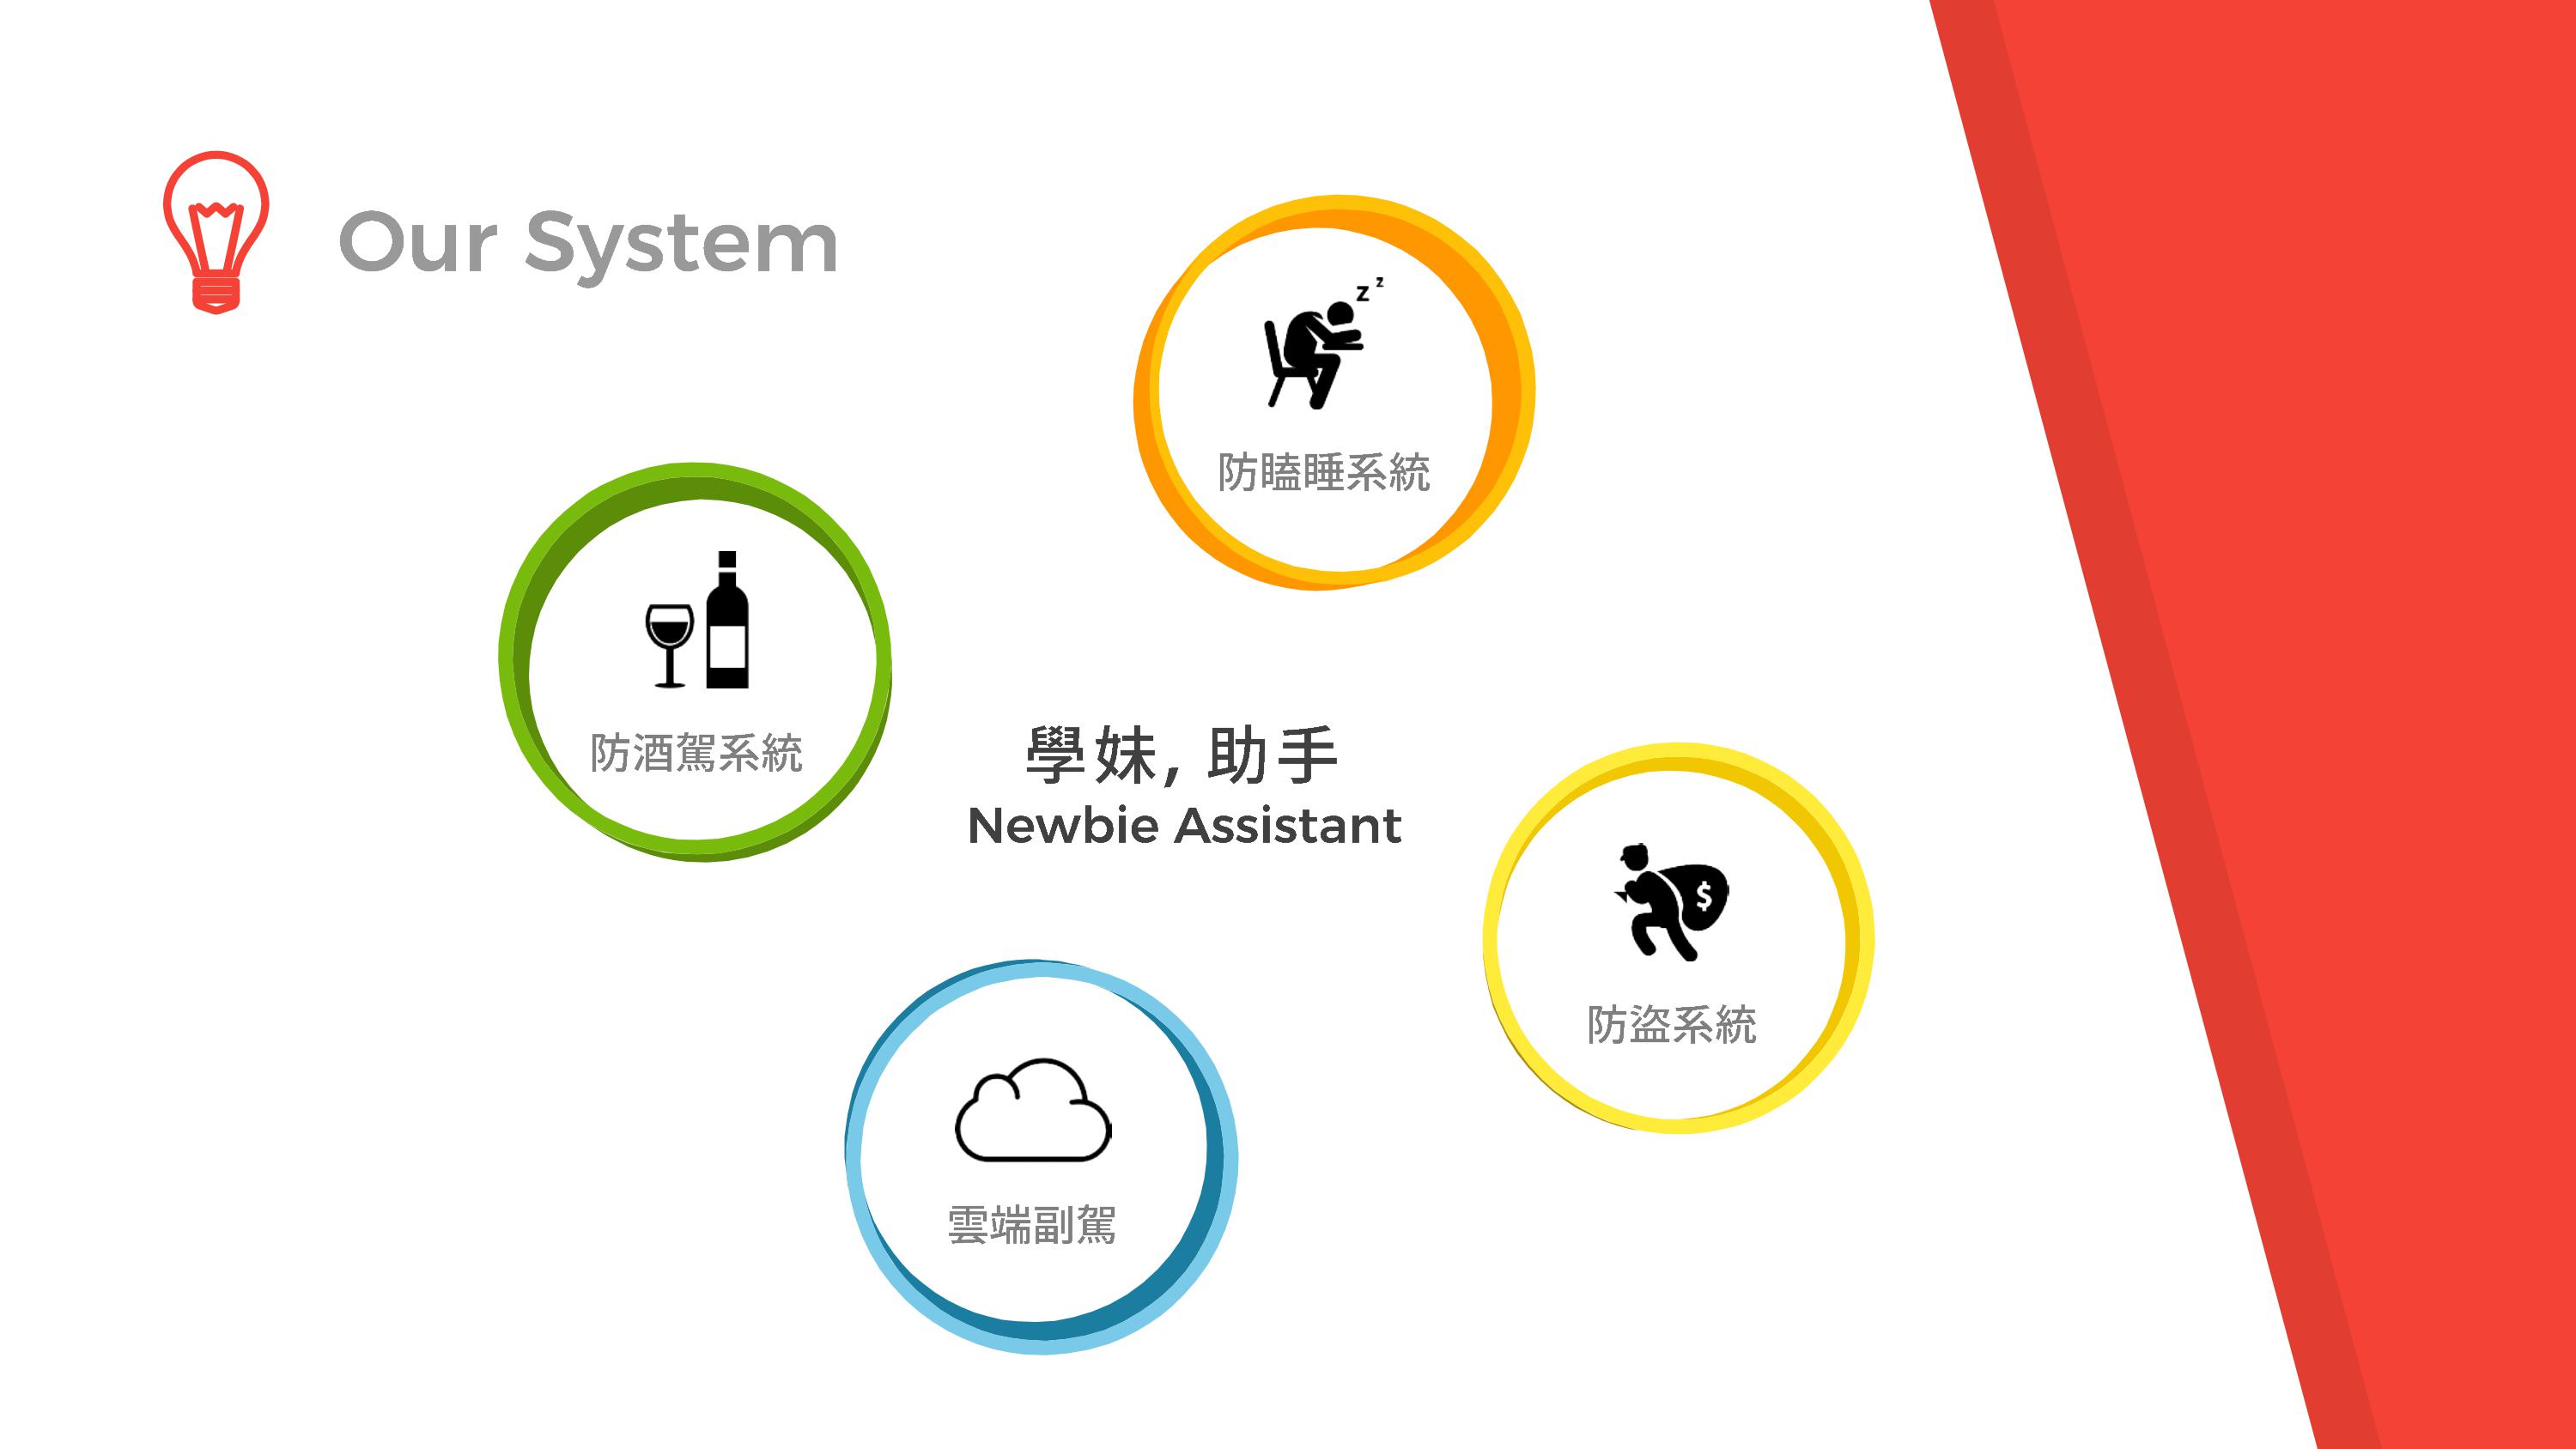 Our System
z z
防瞌睡系統
防酒駕系統
學妹, 助手
Newbie Assistant
$
防盜系統
雲端副駕